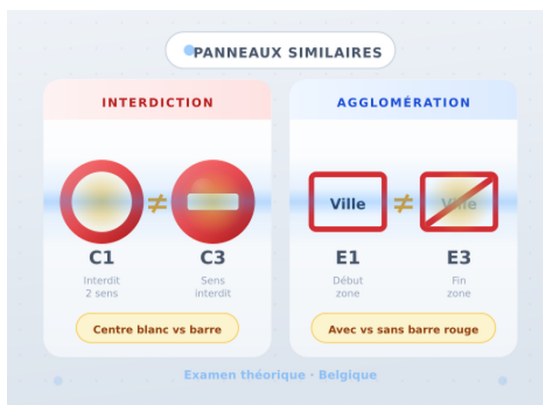 PANNEAUX SIMILAIRES
INTERDICTION
≠
C1
Interdit
2 sens
C3
Sens
interdit
Centre blanc vs barre
AGGLOMÉRATION
Ville
≠
Ville
E1
Début
zone
E3
Fin
zone
Avec vs sans barre rouge
Examen théorique · Belgique